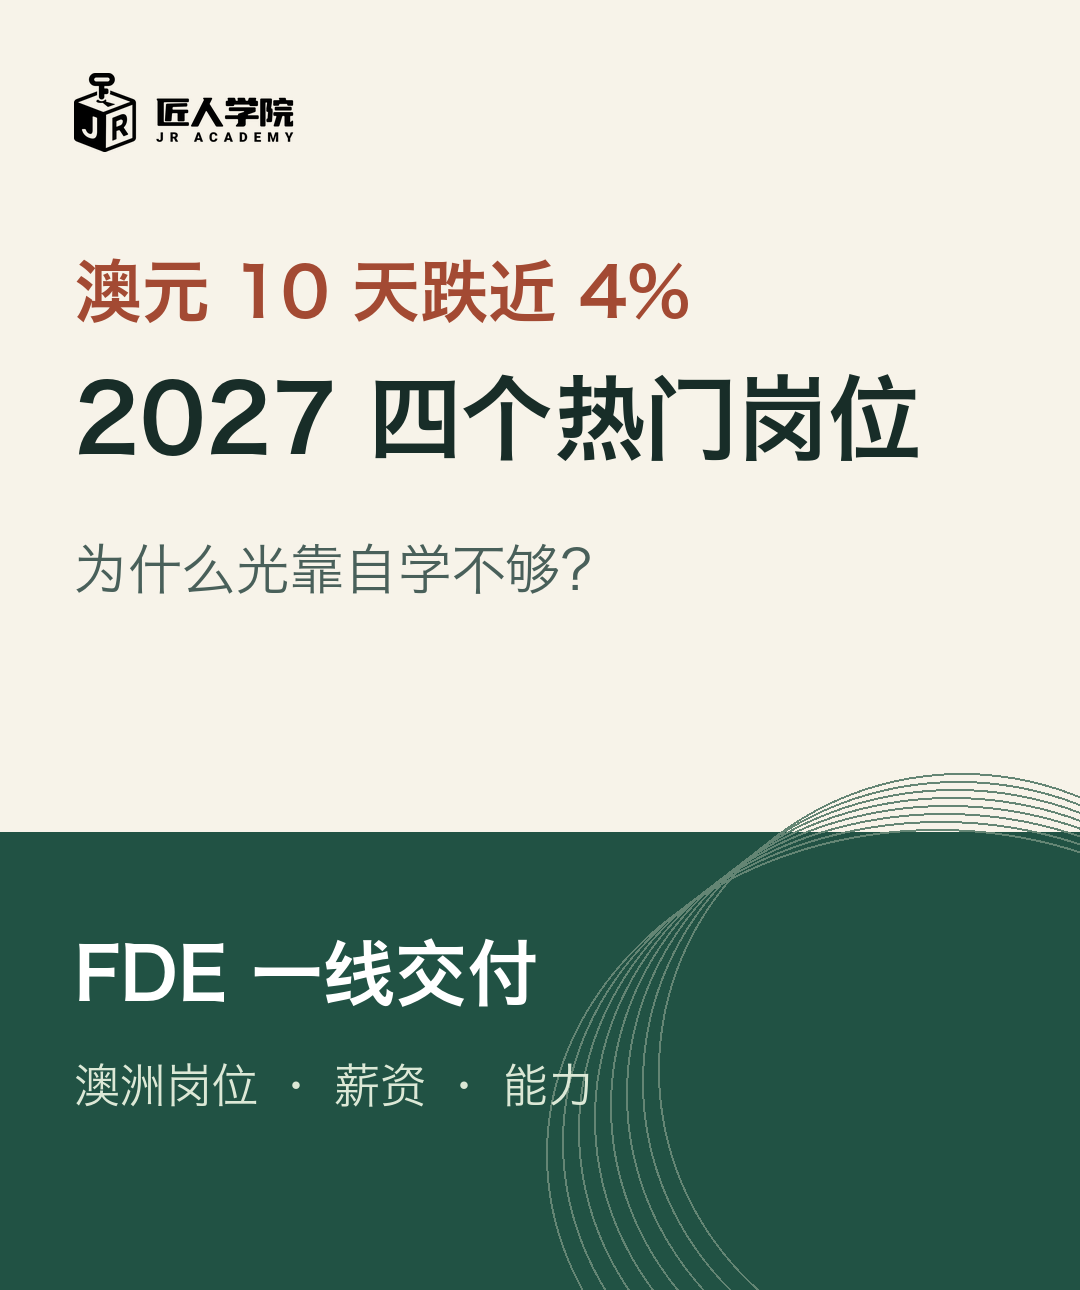 JR
匠人学院
JR ACADEMY
澳元 10 天跌近 4%
2027 四个热门岗位
为什么光靠自学不够?
FDE 一线交付
澳洲岗位 · 薪资 · 能力